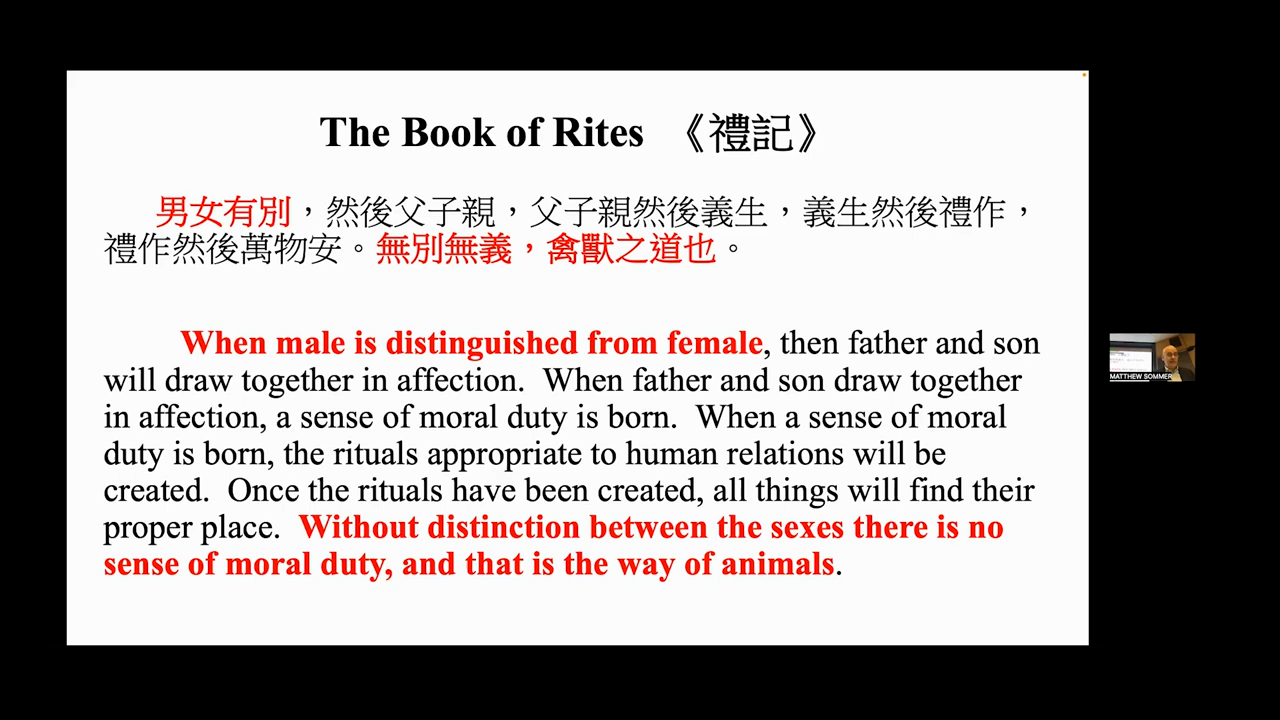 The Book of Rites 《禮記》
男女有別，然後父子親，父子親然後義生，義生然後禮作，
禮作然後萬物安。無別無義，禽獸之道也。
When male is distinguished from female, then father and son
will draw together in affection. When father and son draw together
in affection, a sense of moral duty is born. When a sense of moral
duty is born, the rituals appropriate to human relations will be
created. Once the rituals have been created, all things will find their
proper place. Without distinction between the sexes there is no
sense of moral duty, and that is the way of animals.
MATTHEW SOMMER